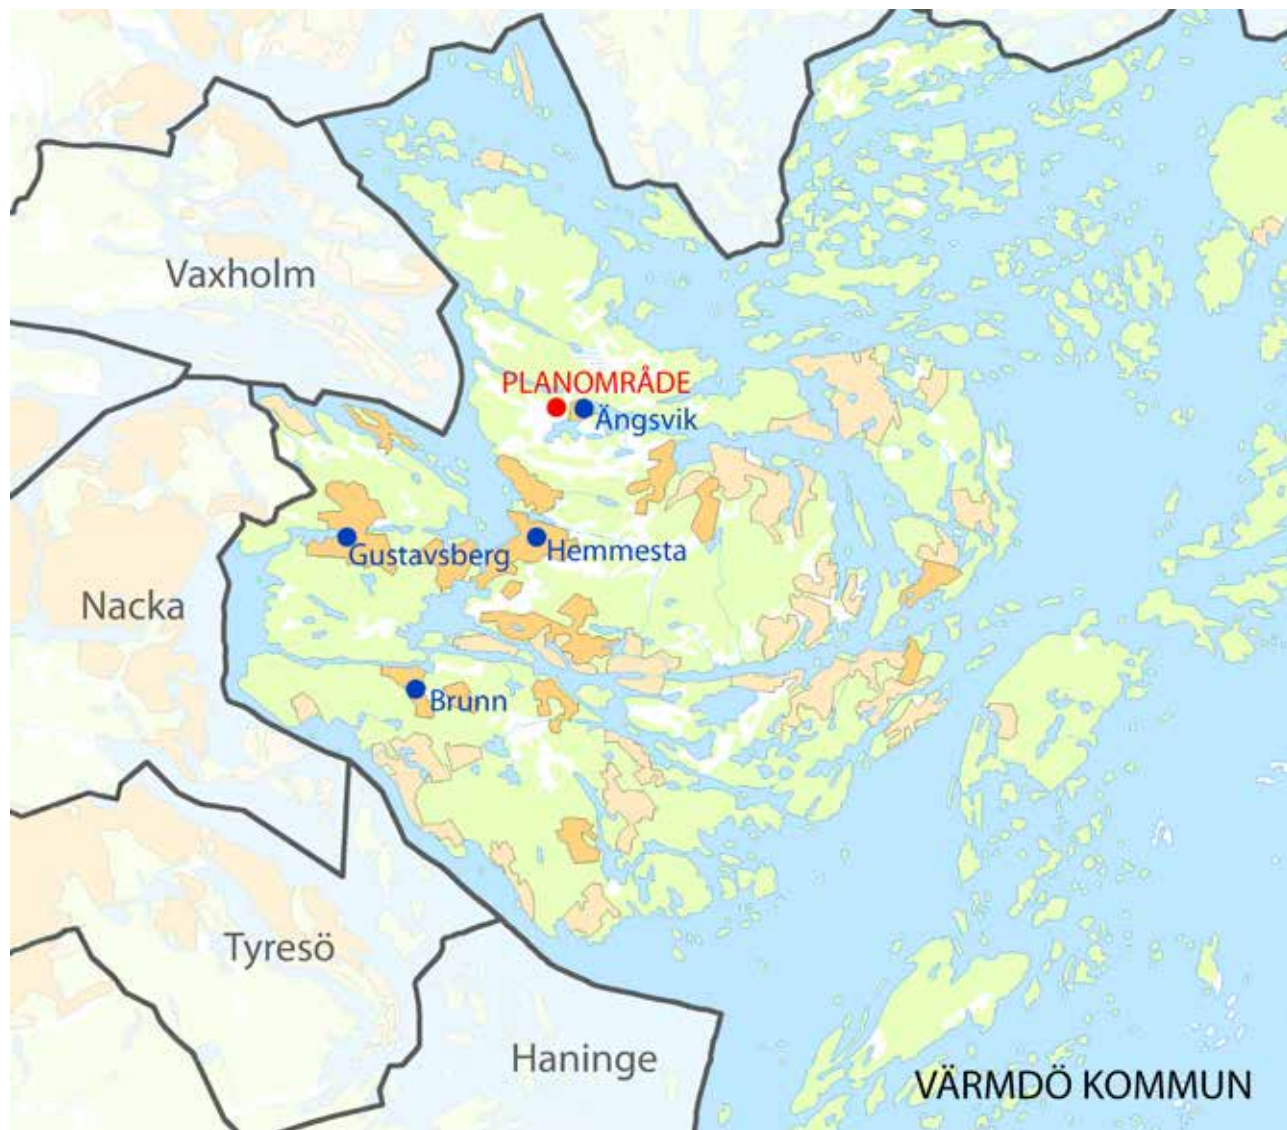 Vaxholm
PLANOMRÅDE
Ängsvik
Gustavsberg
Hemmesta
Nacka
Brunn
Tyresö
Haninge
VÄRMDÖ KOMMUN